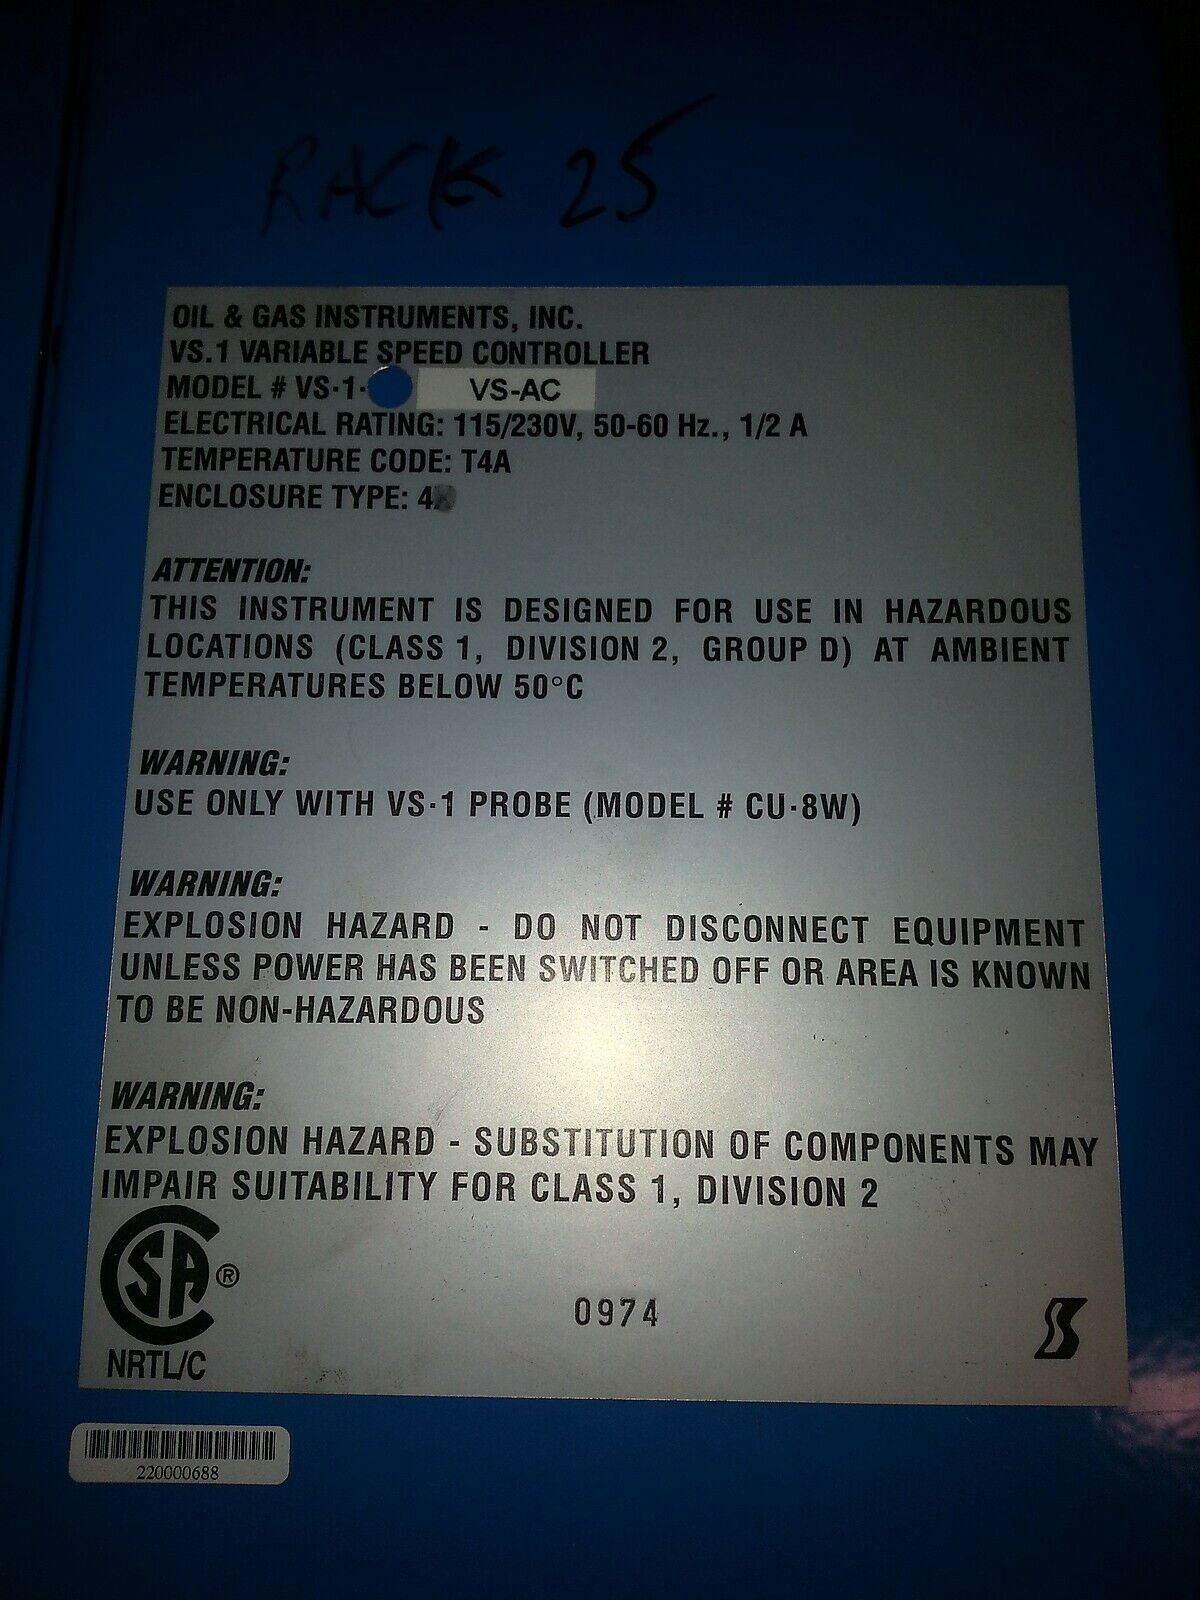 RACK 25
OIL & GAS INSTRUMENTS, INC.
VS.1 VARIABLE SPEED CONTROLLER
MODEL # VS·1· VS-AC
ELECTRICAL RATING: 115/230V, 50-60 Hz., 1/2 A
TEMPERATURE CODE: T4A
ENCLOSURE TYPE: 4
ATTENTION:
THIS INSTRUMENT IS DESIGNED FOR USE IN HAZARDOUS
LOCATIONS (CLASS 1, DIVISION 2, GROUP D) AT AMBIENT
TEMPERATURES BELOW 50°C
WARNING:
USE ONLY WITH VS·1 PROBE (MODEL # CU·8W)
WARNING:
EXPLOSION HAZARD - DO NOT DISCONNECT EQUIPMENT
UNLESS POWER HAS BEEN SWITCHED OFF OR AREA IS KNOWN
TO BE NON-HAZARDOUS
WARNING:
EXPLOSION HAZARD - SUBSTITUTION OF COMPONENTS MAY
IMPAIR SUITABILITY FOR CLASS 1, DIVISION 2
CSA ®
NRTL/C
0974
220000688